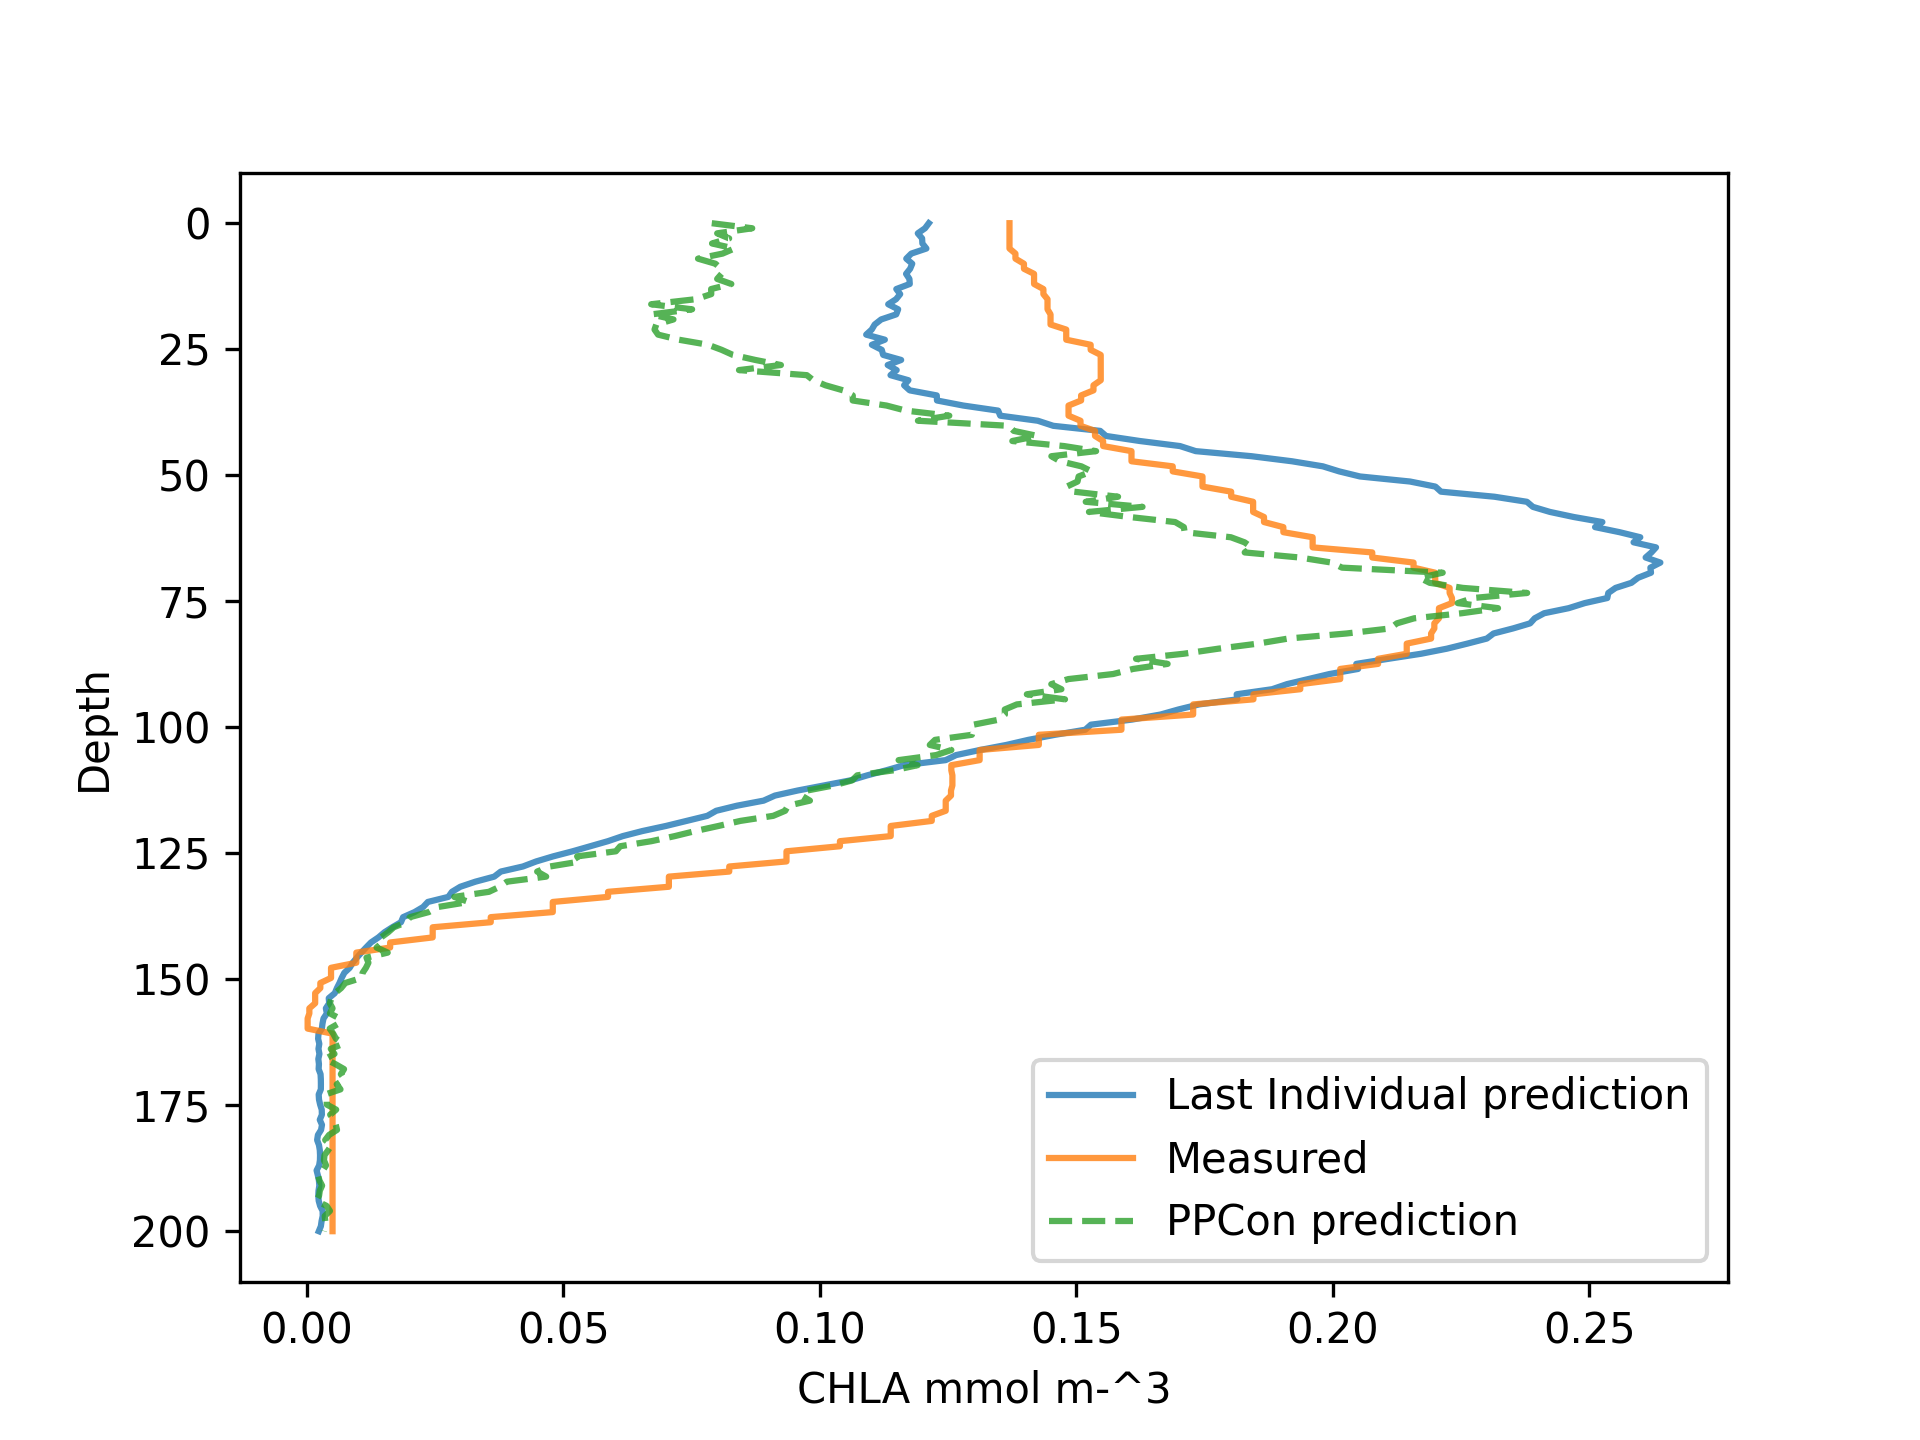 0
25
50
75
100
125
150
175
200
Depth
0.00 0.05 0.10 0.15 0.20 0.25
CHLA mmol m-^3
Last Individual prediction
Measured
PPCon prediction